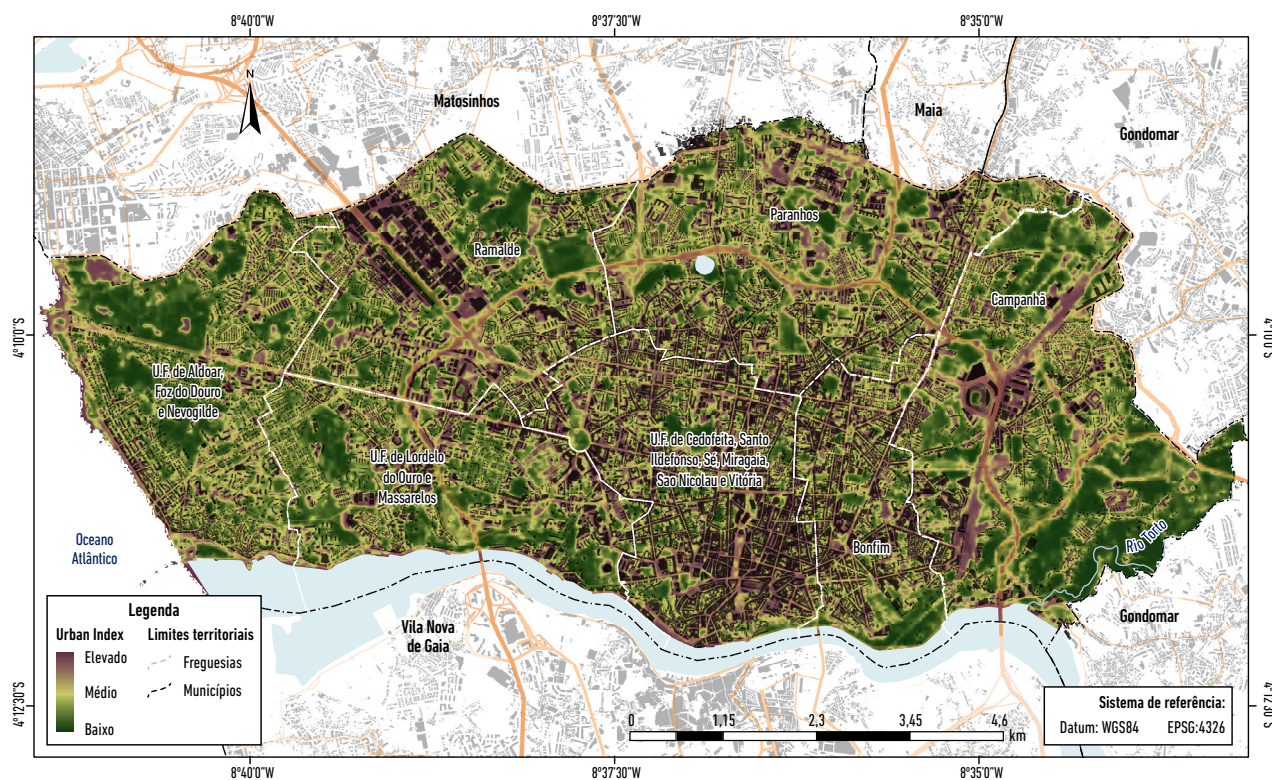 8°40'0"W
8°37'30"W
8°35'0"W
N
Matosinhos
Maia
Gondomar
Paranhos
Ramalde
Campanhã
4°10'0"S
4°10'0"S
U.F. de Aldoar,
Foz do Douro
e Nevogilde
U.F. de Cedofeita, Santo
Ildefonso, Sé, Miragaia,
Sao Nicolau e Vitória
U.F. de Lordelo
do Ouro e
Massarelos
Oceano
Atlântico
Bonfim
Rio Torto
Gondomar
Vila Nova
de Gaia
Legenda
Urban Index
Elevado
Médio
Baixo
Limites territoriais
Freguesias
Municípios
4°12'30"S
4°12'30"S
0 1,15 2,3 3,45 4,6
km
Sistema de referência:
Datum: WGS84 EPSG:4326
8°40'0"W
8°37'30"W
8°35'0"W